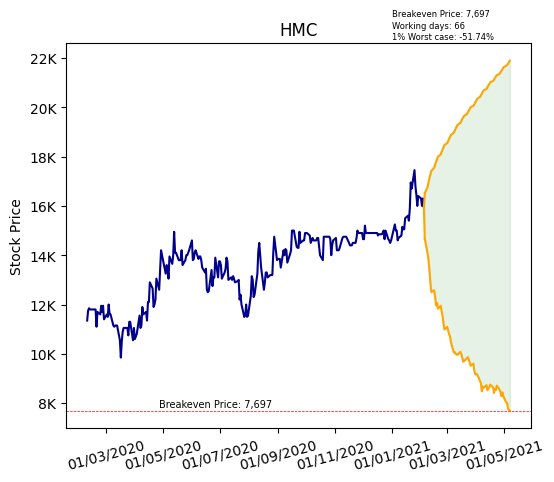 Breakeven Price: 7,697
Working days: 66
1% Worst case: -51.74%
HMC
Stock Price
22K
20K
18K
16K
14K
12K
10K
8K
Breakeven Price: 7,697
01/03/2020
01/05/2020
01/07/2020
01/09/2020
01/11/2020
01/01/2021
01/03/2021
01/05/2021